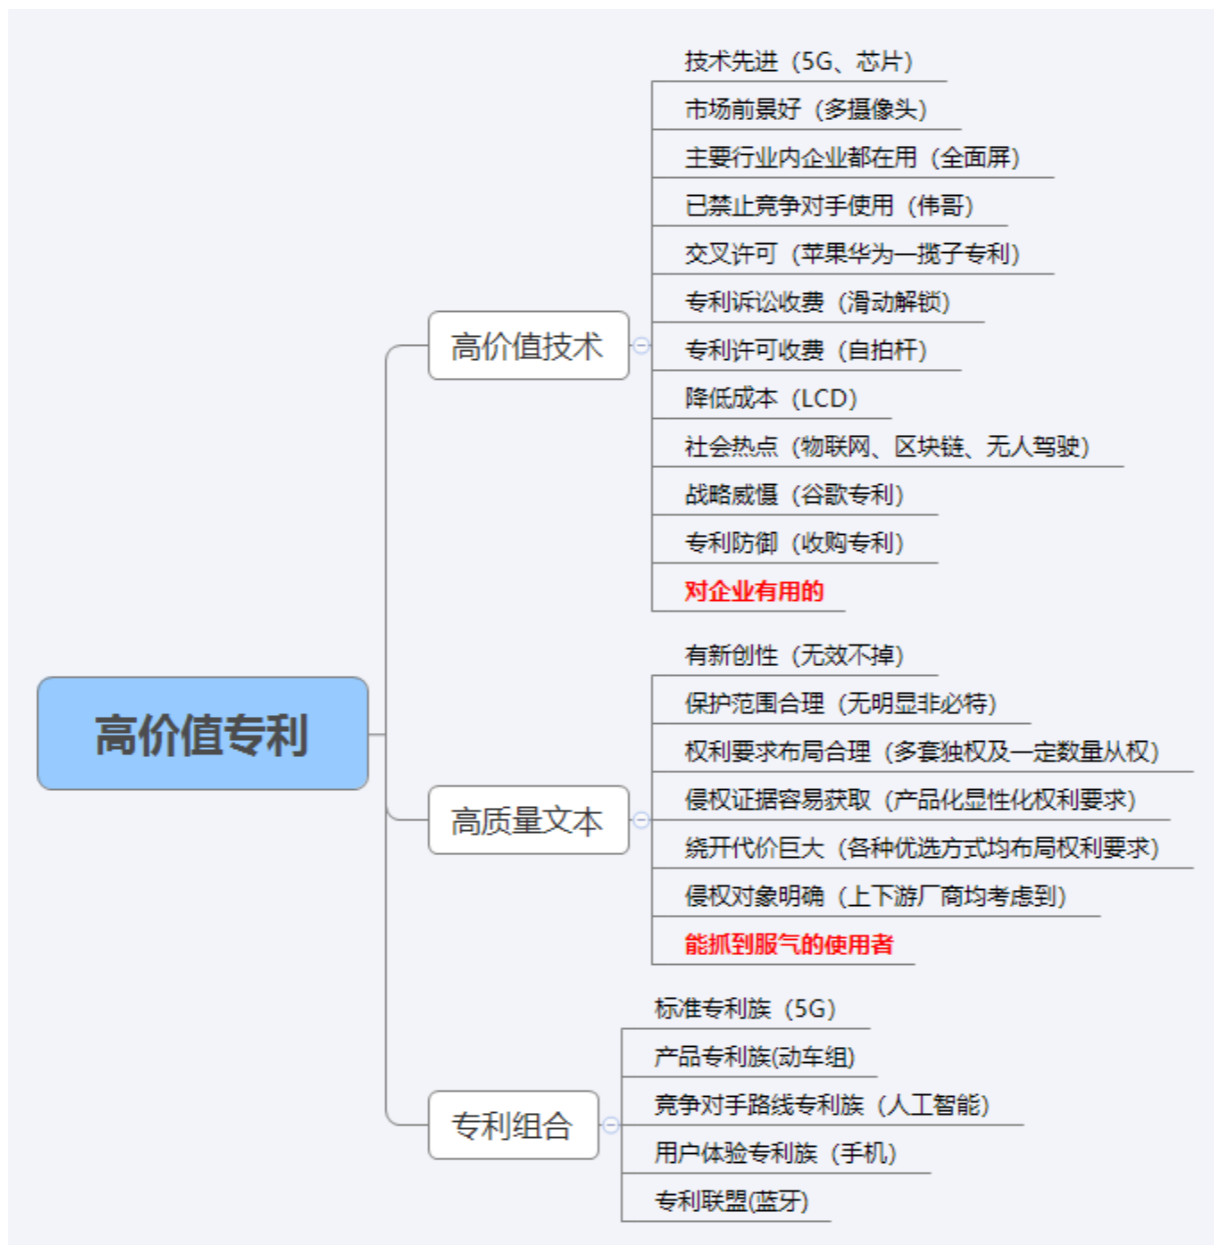 高价值专利
高价值技术
技术先进（5G、芯片）
市场前景好（多摄像头）
主要行业内企业都在用（全面屏）
已禁止竞争对手使用（伟哥）
交叉许可（苹果华为一揽子专利）
专利诉讼收费（滑动解锁）
专利许可收费（自拍杆）
降低成本（LCD）
社会热点（物联网、区块链、无人驾驶）
战略威慑（谷歌专利）
专利防御（收购专利）
对企业有用的
高质量文本
有新创性（无效不掉）
保护范围合理（无明显非必特）
权利要求布局合理（多套独权及一定数量从权）
侵权证据容易获取（产品化显性化权利要求）
绕开代价巨大（各种优选方式均布局权利要求）
侵权对象明确（上下游厂商均考虑到）
能抓到服气的使用者
专利组合
标准专利族（5G）
产品专利族(动车组)
竞争对手路线专利族（人工智能）
用户体验专利族（手机）
专利联盟(蓝牙)